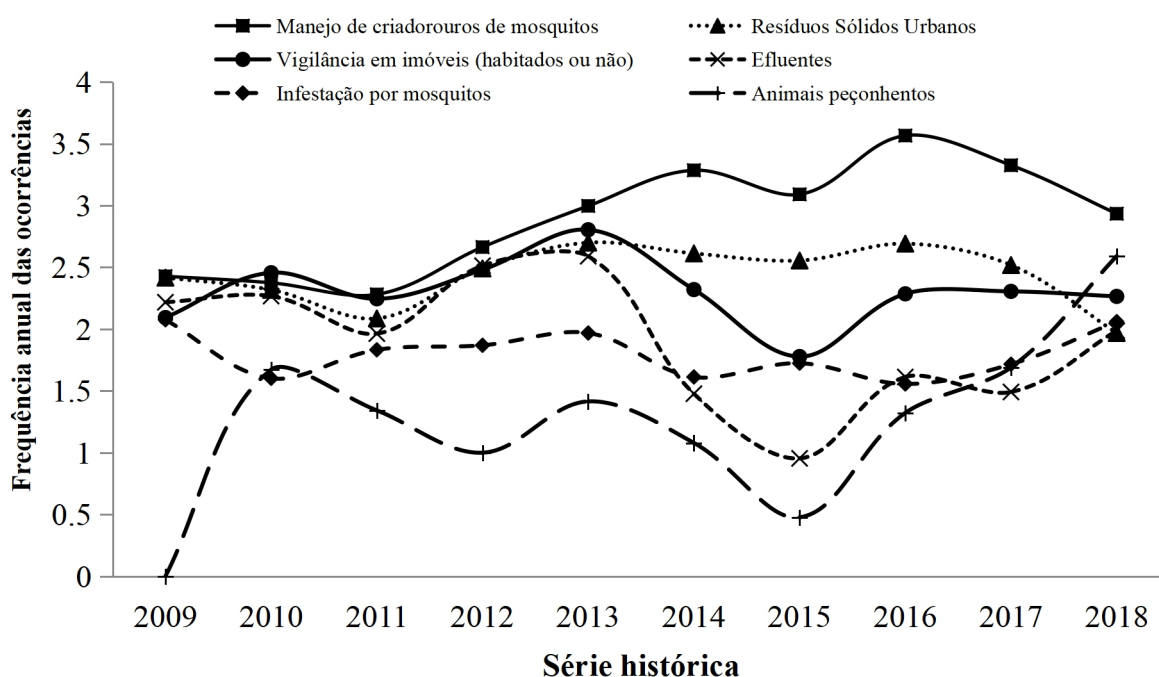 Manejo de criadorouros de mosquitos
Resíduos Sólidos Urbanos
Vigilância em imóveis (habitados ou não)
Efluentes
Infestação por mosquitos
Animais peçonhentos
Frequência anual das ocorrências
4
3.5
3
2.5
2
1.5
1
0.5
0
2009 2010 2011 2012 2013 2014 2015 2016 2017 2018
Série histórica